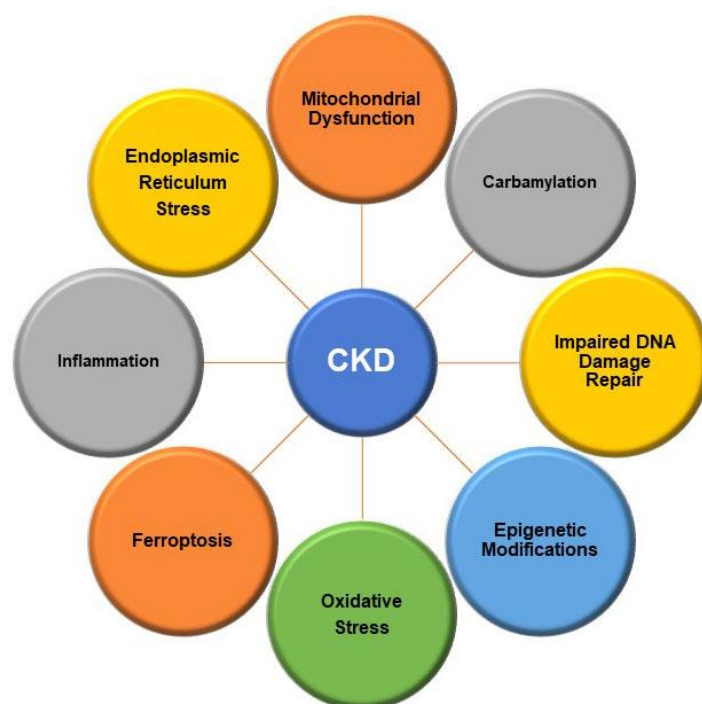 Mitochondrial
Dysfunction
Carbamylation
Impaired DNA
Damage
Repair
Epigenetic
Modifications
Oxidative
Stress
Ferroptosis
Inflammation
Endoplasmic
Reticulum
Stress
CKD